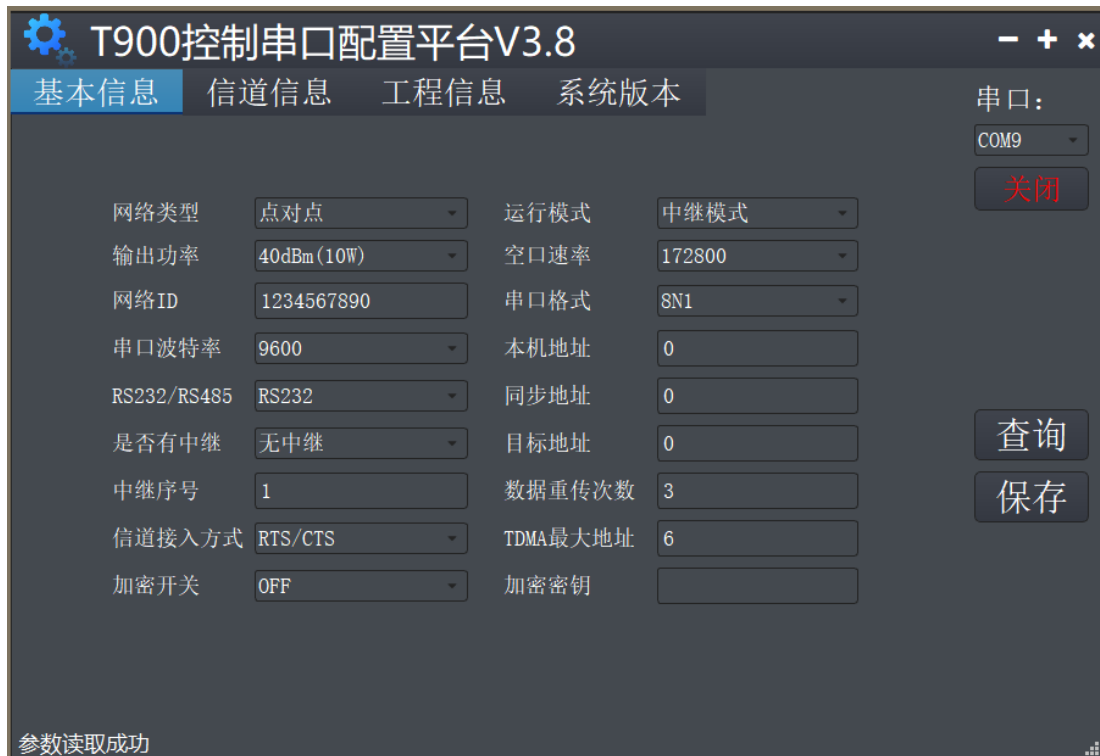 T900控制串口配置平台V3.8
基本信息 信道信息 工程信息 系统版本
串口：
COM9
关闭
网络类型 点对点 运行模式 中继模式
输出功率 40dBm(10W) 空口速率 172800
网络ID 1234567890 串口格式 8N1
串口波特率 9600 本机地址 0
RS232/RS485 RS232 同步地址 0
是否有中继 无中继 目标地址 0
查询
中继序号 1 数据重传次数 3
保存
信道接入方式 RTS/CTS TDMA最大地址 6
加密开关 OFF 加密密钥
参数读取成功